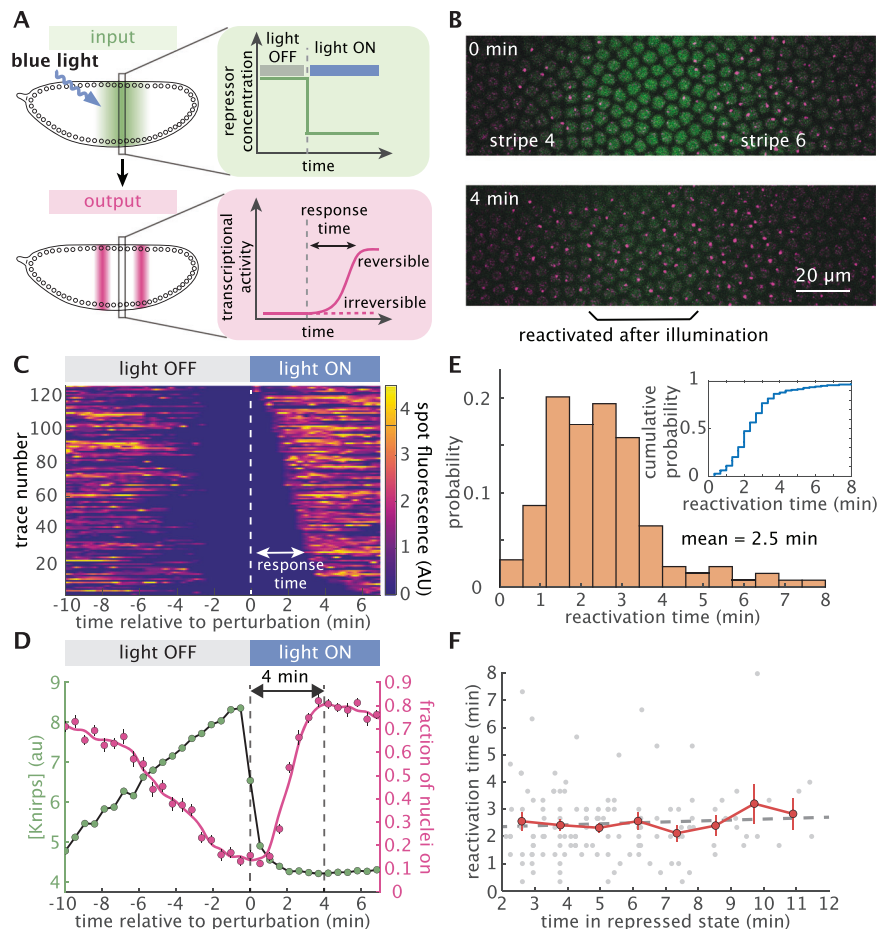 A
input
blue light
output
light OFF
light ON
repressor concentration
time
response time
reversible
irreversible
transcriptional activity
time
B
0 min
stripe 4
stripe 6
4 min
20 μm
reactivated after illumination
C
light OFF
light ON
trace number
120
100
80
60
40
20
response time
-10
-8
-6
-4
-2
0
2
4
6
time relative to perturbation (min)
4
3
2
1
0
spot fluorescence (AU)
D
light OFF
light ON
4 min
[Knirps] (au)
9
8
7
6
5
4
-10
-8
-6
-4
-2
0
2
4
6
time relative to perturbation (min)
0.9
0.8
0.7
0.6
0.5
0.4
0.3
0.2
0.1
0
fraction of nuclei on
E
probability
0.2
0.1
0
0
1
2
3
4
5
6
7
8
reactivation time (min)
mean = 2.5 min
cumulative probability
1
0.5
0
0
2
4
6
8
reactivation time (min)
F
reactivation time (min)
8
7
6
5
4
3
2
1
0
2
3
4
5
6
7
8
9
10
11
12
time in repressed state (min)